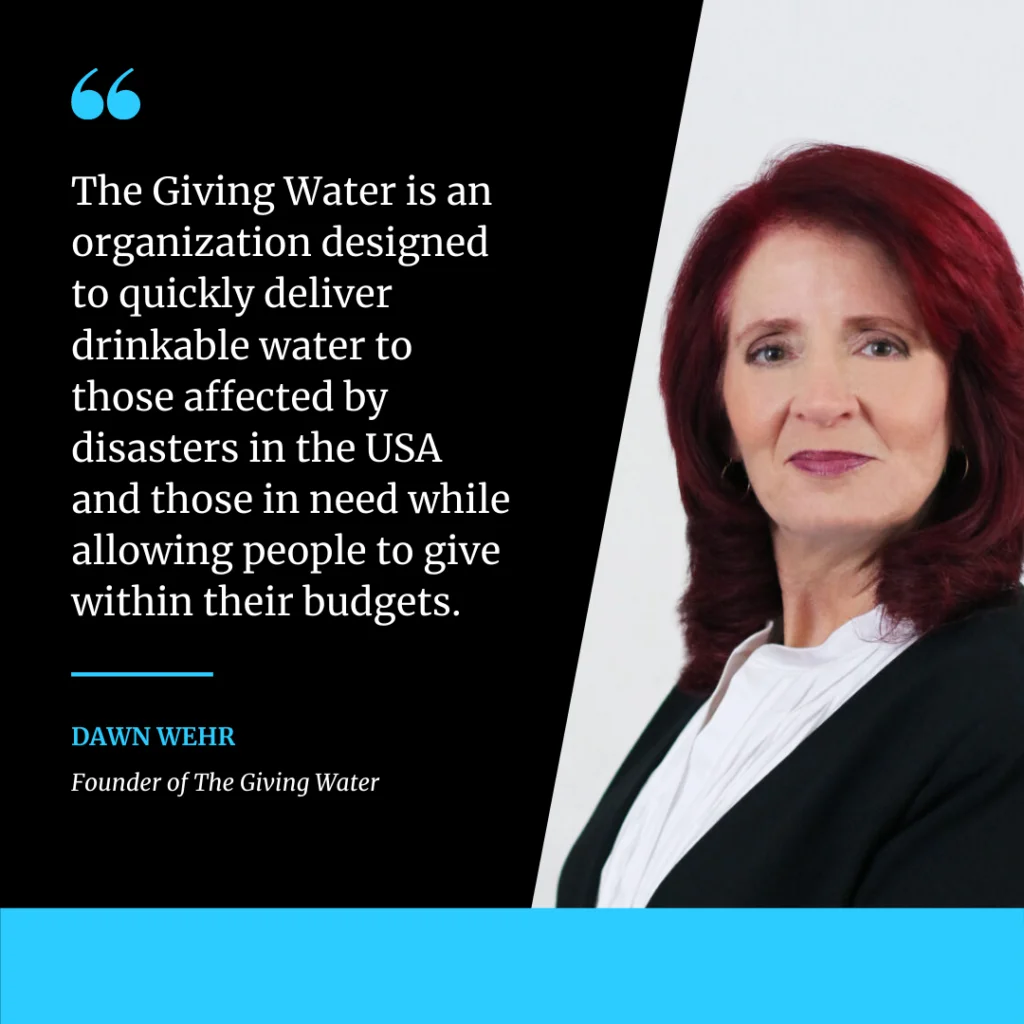 “
The Giving Water is an
organization designed
to quickly deliver
drinkable water to
those affected by
disasters in the USA
and those in need while
allowing people to give
within their budgets.
DAWN WEHR
Founder of The Giving Water